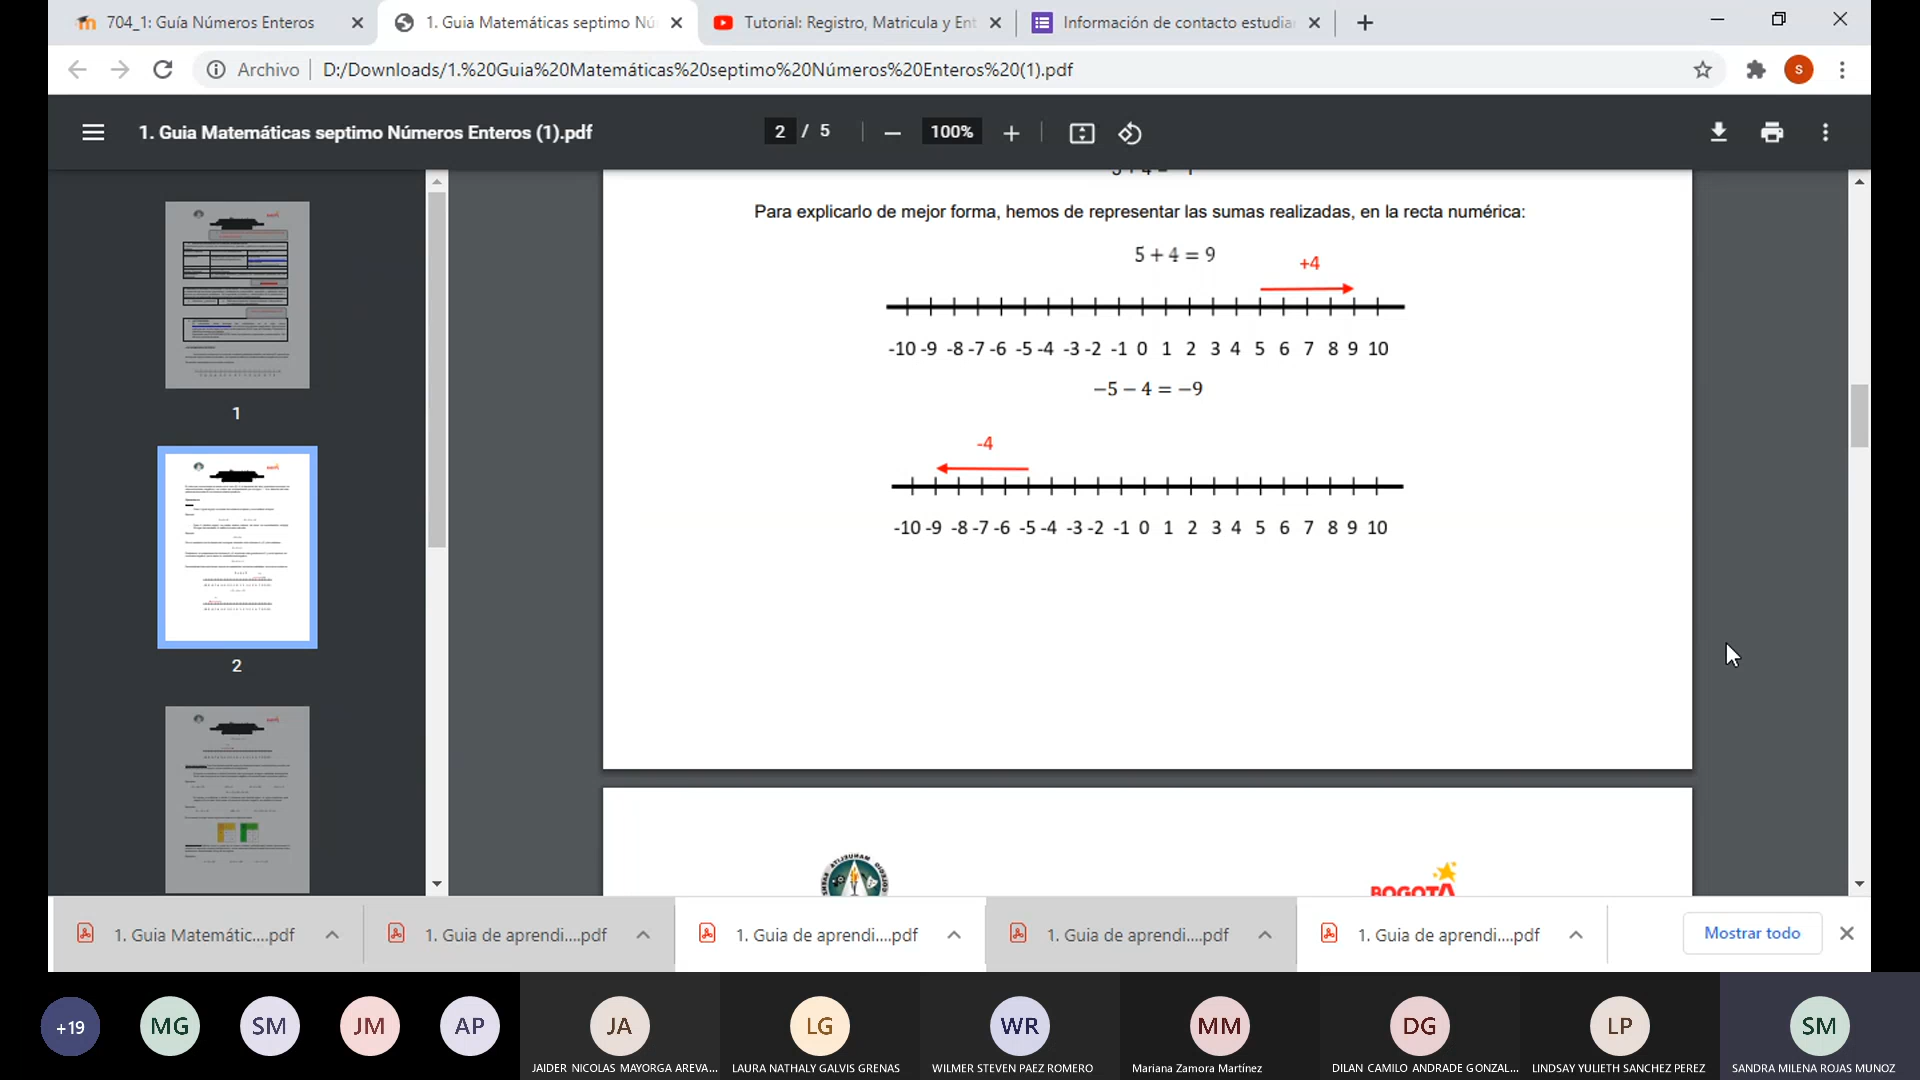 704_1: Guía Números Enteros
1. Guia Matemáticas septimo Nú
Tutorial: Registro, Matricula y Ent
Información de contacto estudia
Archivo
D:/Downloads/1.%20Guia%20Matemáticas%20septimo%20Números%20Enteros%20(1).pdf
S
1. Guia Matemáticas septimo Números Enteros (1).pdf
2 / 5
100%
Para explicarlo de mejor forma, hemos de representar las sumas realizadas, en la recta numérica:
5 + 4 = 9
+4
-10 -9 -8 -7 -6 -5 -4 -3 -2 -1 0 1 2 3 4 5 6 7 8 9 10
−5 − 4 = −9
-4
-10 -9 -8 -7 -6 -5 -4 -3 -2 -1 0 1 2 3 4 5 6 7 8 9 10
1
2
BOGOTÁ
1. Guia Matemátic....pdf
1. Guia de aprendi....pdf
1. Guia de aprendi....pdf
1. Guia de aprendi....pdf
1. Guia de aprendi....pdf
Mostrar todo
+19
MG
SM
JM
AP
JA
LG
WR
MM
DG
LP
SM
JAIDER NICOLAS MAYORGA AREVA...
LAURA NATHALY GALVIS GRENAS
WILMER STEVEN PAEZ ROMERO
Mariana Zamora Martínez
DILAN CAMILO ANDRADE GONZAL...
LINDSAY YULIETH SANCHEZ PEREZ
SANDRA MILENA ROJAS MUNOZ